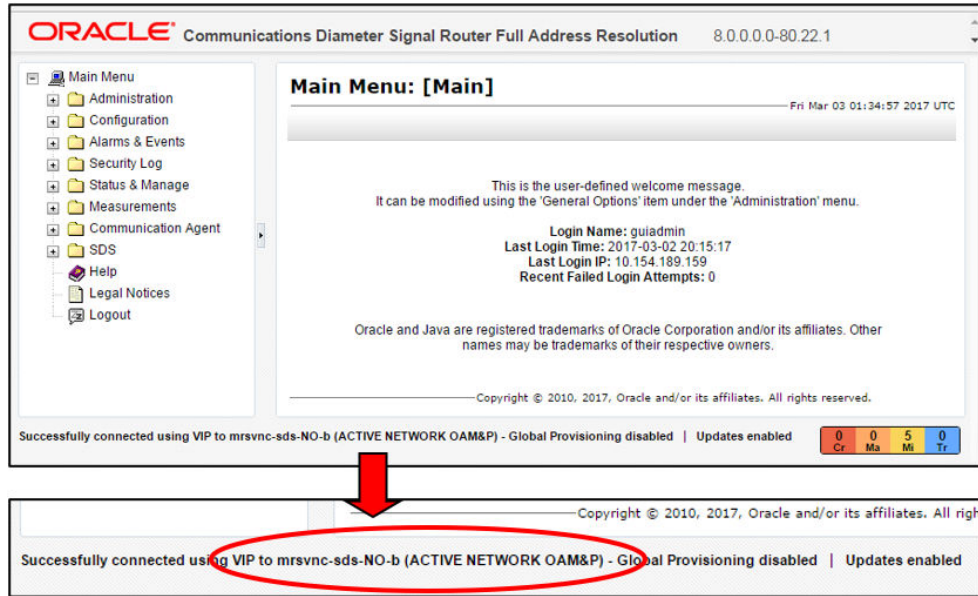 ORACLE® Communications Diameter Signal Router Full Address Resolution 8.0.0.0.0-80.22.1
Main Menu
Administration
Configuration
Alarms & Events
Security Log
Status & Manage
Measurements
Communication Agent
SDS
Help
Legal Notices
Logout
Main Menu: [Main]
Fri Mar 03 01:34:57 2017 UTC
This is the user-defined welcome message.
It can be modified using the 'General Options' item under the 'Administration' menu.
Login Name: guiadmin
Last Login Time: 2017-03-02 20:15:17
Last Login IP: 10.154.189.159
Recent Failed Login Attempts: 0
Oracle and Java are registered trademarks of Oracle Corporation and/or its affiliates. Other
names may be trademarks of their respective owners.
Copyright © 2010, 2017, Oracle and/or its affiliates. All rights reserved.
Successfully connected using VIP to mrsvnc-sds-NO-b (ACTIVE NETWORK OAM&P) - Global Provisioning disabled | Updates enabled
0 0 5 0
Cr Ma Mi Tr
Copyright © 2010, 2017, Oracle and/or its affiliates. All righ
Successfully connected using VIP to mrsvnc-sds-NO-b (ACTIVE NETWORK OAM&P) - Global Provisioning disabled | Updates enabled